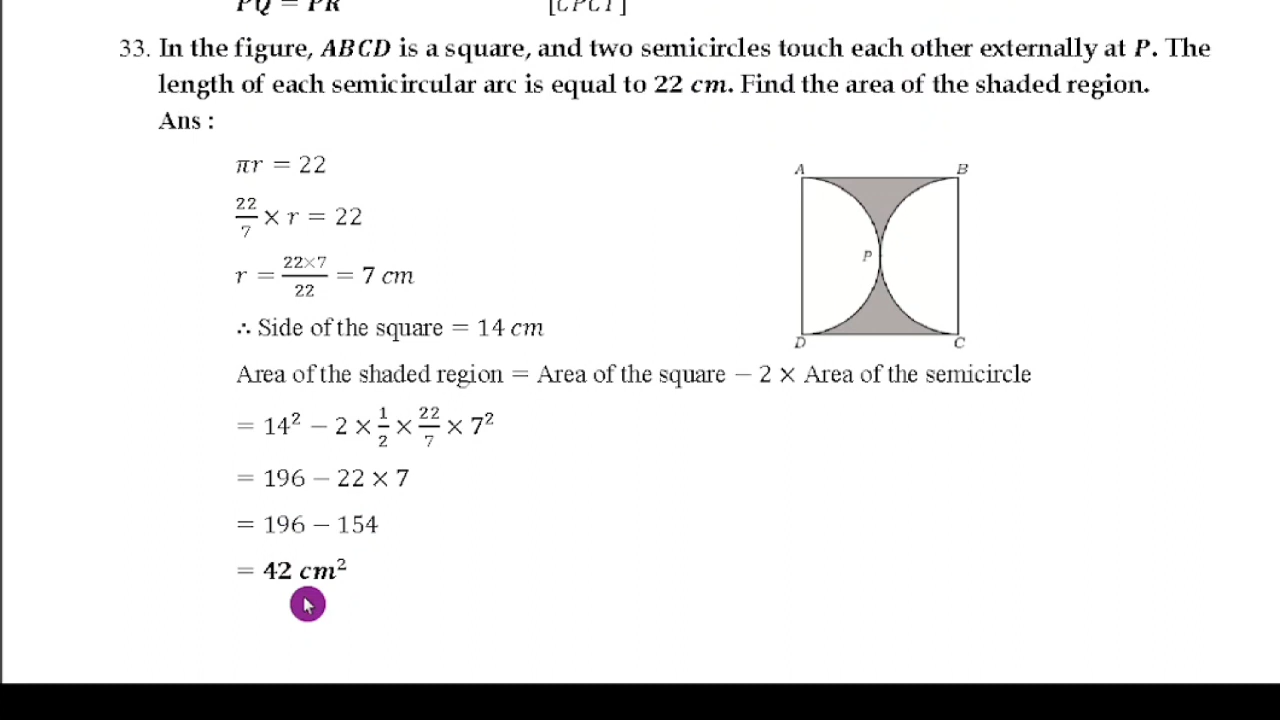 PQ = PR [CPCT]
33. In the figure, ABCD is a square, and two semicircles touch each other externally at P. The
length of each semicircular arc is equal to 22 cm. Find the area of the shaded region.
Ans :
πr = 22
22/7 × r = 22
r = 22×7/22 = 7 cm
∴ Side of the square = 14 cm
A B
P
D C
Area of the shaded region = Area of the square − 2 × Area of the semicircle
= 14² − 2 × 1/2 × 22/7 × 7²
= 196 − 22 × 7
= 196 − 154
= 42 cm²